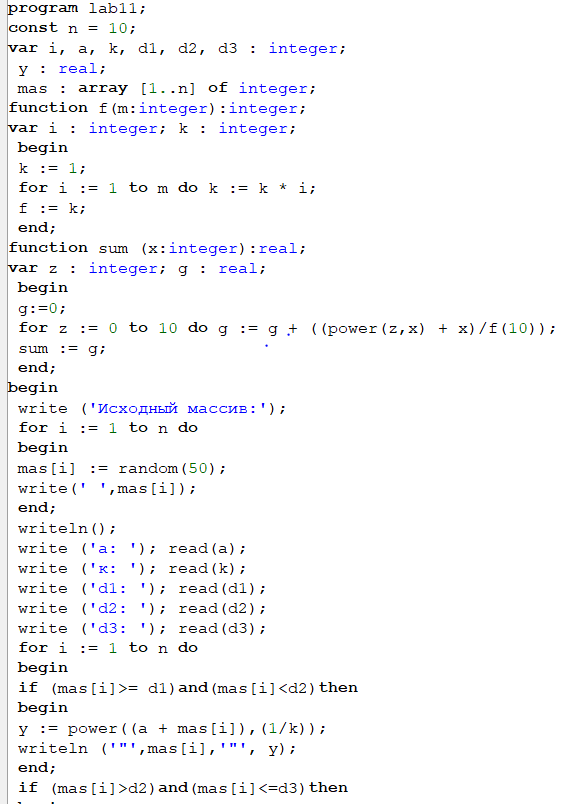 program lab11;
const n = 10;
var i, a, k, d1, d2, d3 : integer;
y : real;
mas : array [1..n] of integer;
function f(m:integer):integer;
var i : integer; k : integer;
begin
k := 1;
for i := 1 to m do k := k * i;
f := k;
end;
function sum (x:integer):real;
var z : integer; g : real;
begin
g:=0;
for z := 0 to 10 do g := g + ((power(z,x) + x)/f(10));
sum := g;
end;
begin
write ('Исходный массив:');
for i := 1 to n do
begin
mas[i] := random(50);
write(' ',mas[i]);
end;
writeln();
write ('a: '); read(a);
write ('к: '); read(k);
write ('d1: '); read(d1);
write ('d2: '); read(d2);
write ('d3: '); read(d3);
for i := 1 to n do
begin
if (mas[i]>= d1)and(mas[i]<d2)then
begin
y := power((a + mas[i]),(1/k));
writeln ('"',mas[i],'"', y);
end;
if (mas[i]>d2)and(mas[i]<=d3)then